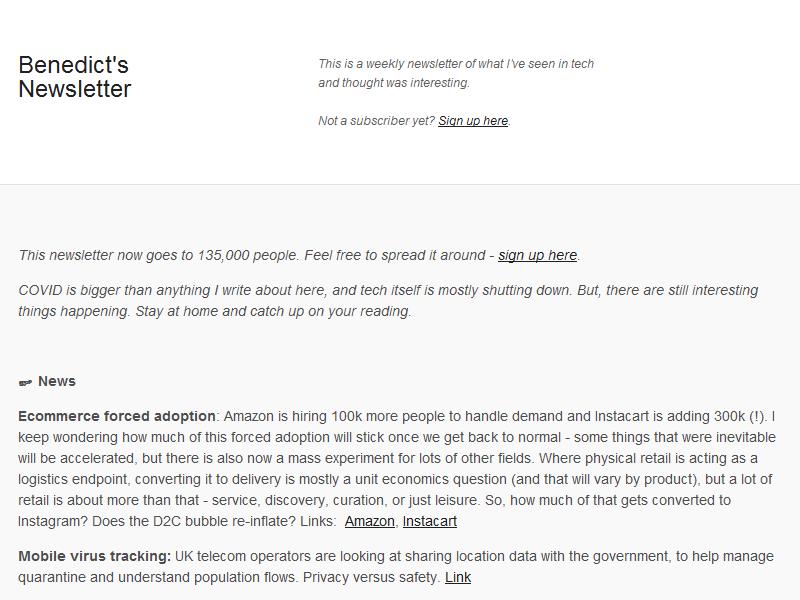 Benedict's
Newsletter
This is a weekly newsletter of what I've seen in tech
and thought was interesting.
Not a subscriber yet? Sign up here.
This newsletter now goes to 135,000 people. Feel free to spread it around - sign up here.
COVID is bigger than anything I write about here, and tech itself is mostly shutting down. But, there are still interesting
things happening. Stay at home and catch up on your reading.
News
Ecommerce forced adoption: Amazon is hiring 100k more people to handle demand and Instacart is adding 300k (!). I
keep wondering how much of this forced adoption will stick once we get back to normal - some things that were inevitable
will be accelerated, but there is also now a mass experiment for lots of other fields. Where physical retail is acting as a
logistics endpoint, converting it to delivery is mostly a unit economics question (and that will vary by product), but a lot of
retail is about more than that - service, discovery, curation, or just leisure. So, how much of that gets converted to
Instagram? Does the D2C bubble re-inflate? Links:  Amazon, Instacart
Mobile virus tracking: UK telecom operators are looking at sharing location data with the government, to help manage
quarantine and understand population flows. Privacy versus safety. Link